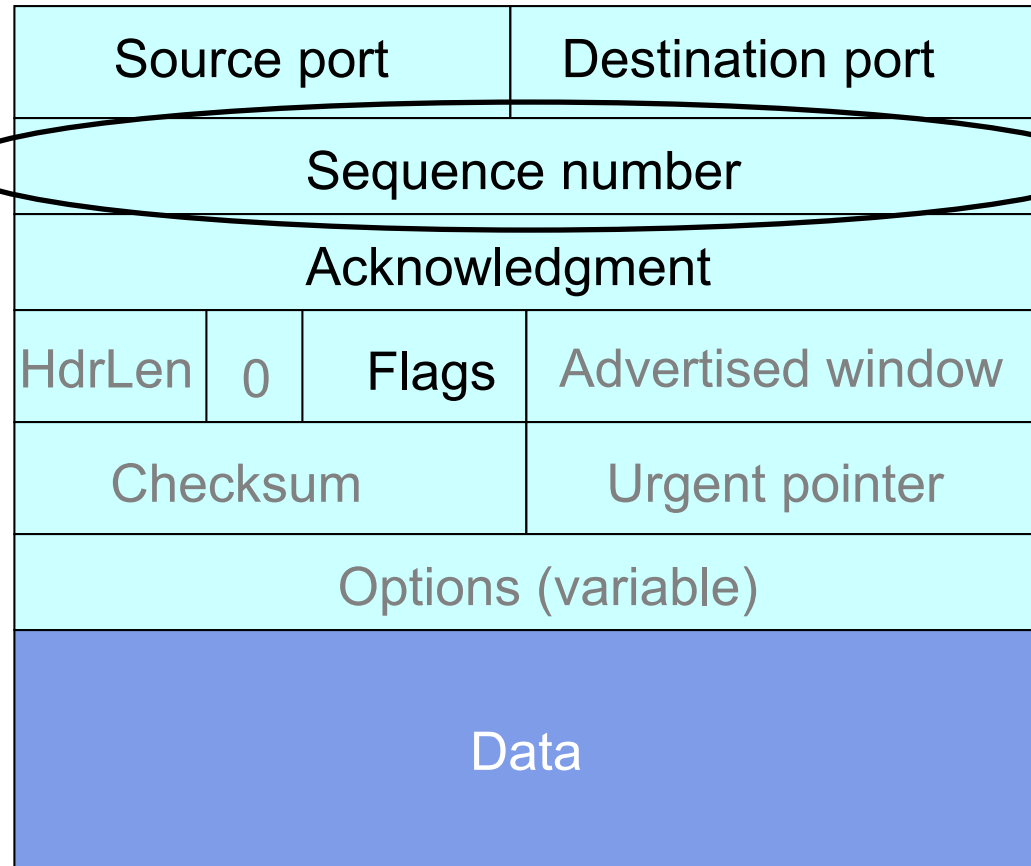 Source port Destination port
Sequence number
Acknowledgment
HdrLen 0 Flags Advertised window
Checksum Urgent pointer
Options (variable)
Data